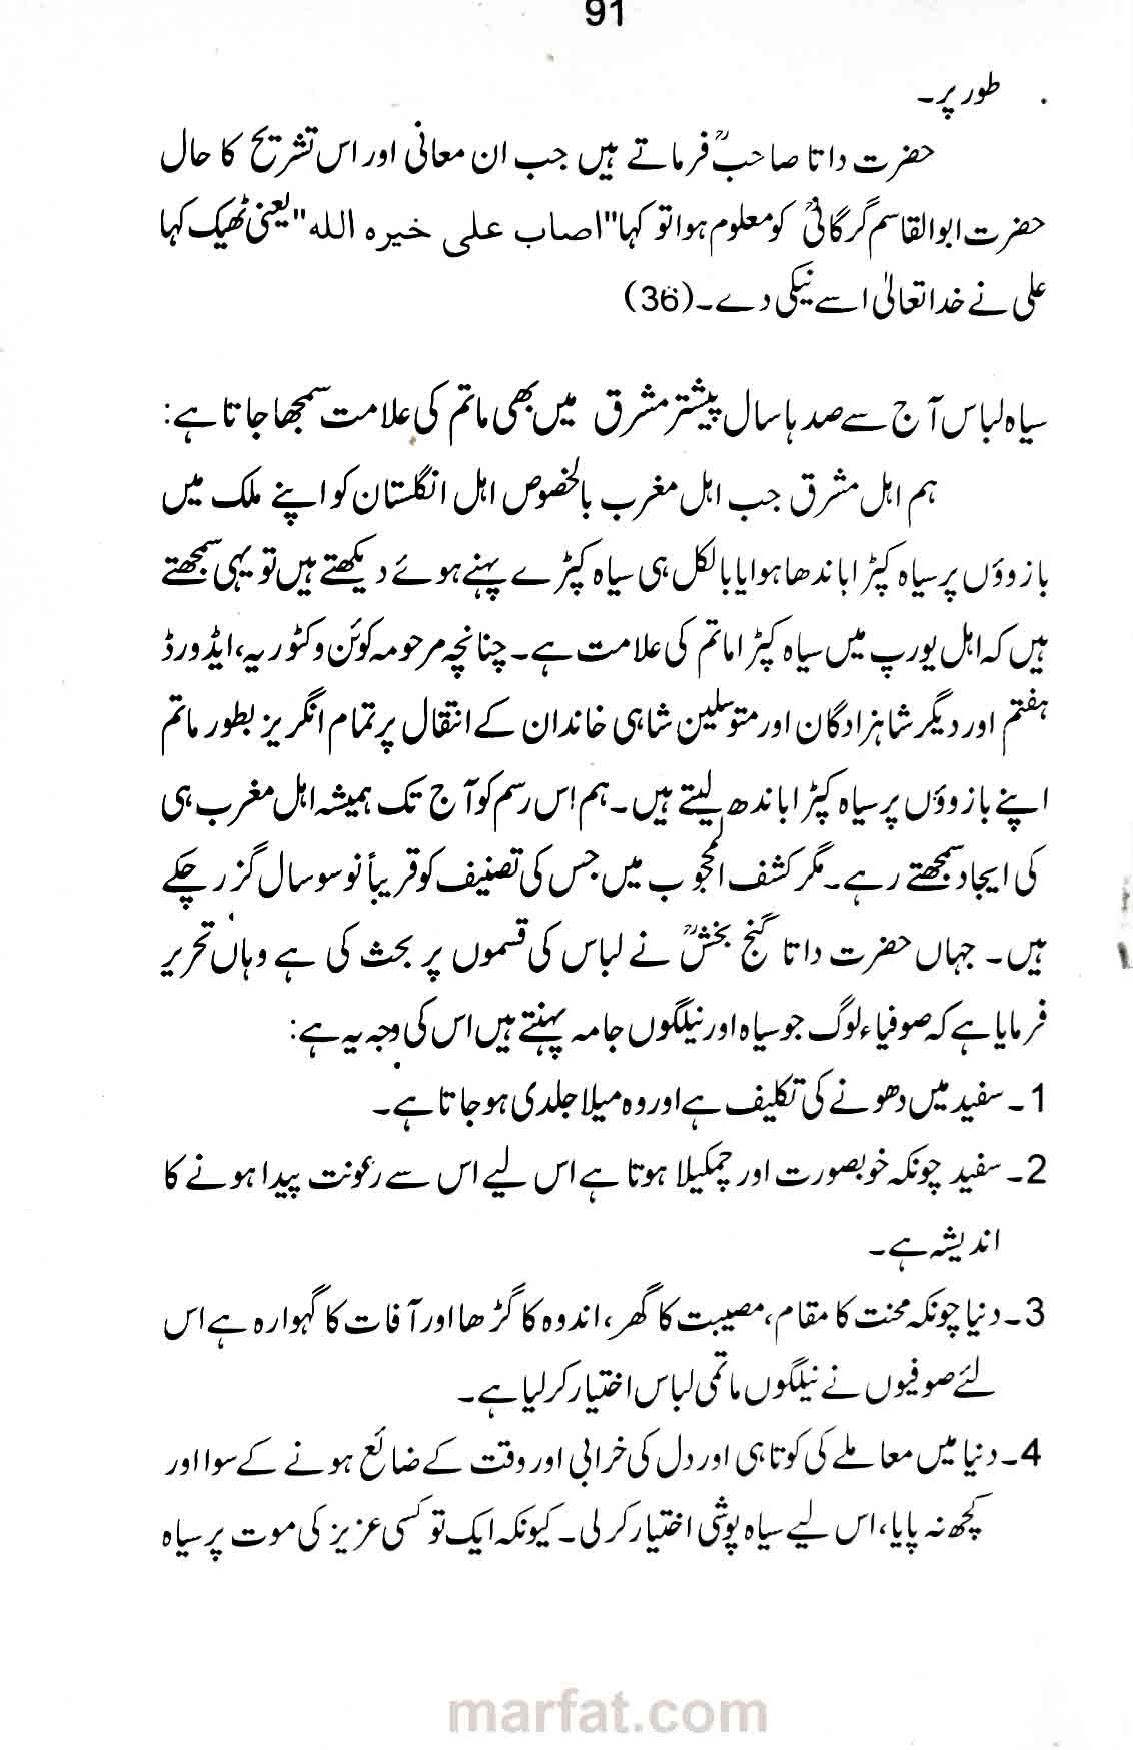 91
طور پر۔
حضرت داتا صاحبؒ فرماتے ہیں جب ان معانی اور اس تشریح کا حال
حضرت ابوالقاسم گرگانیؒ کو معلوم ہوا تو کہا "اصاب علی خیرہ اللہ" یعنی ٹھیک کہا
علی نے خدا تعالیٰ اسے نیکی دے۔ (36)
سیاہ لباس آج سے صدہا سال پیشتر مشرق میں بھی ماتم کی علامت سمجھا جاتا ہے:
ہم اہل مشرق جب اہل مغرب بالخصوص اہل انگلستان کو اپنے ملک میں
بازوؤں پر سیاہ کپڑا باندھا ہوا یا بالکل ہی سیاہ کپڑے پہنے ہوئے دیکھتے ہیں تو یہی سمجھتے
ہیں کہ اہل یورپ میں سیاہ کپڑا ماتم کی علامت ہے۔ چنانچہ مرحومہ کوئن وکٹوریہ، ایڈورڈ
ہفتم اور دیگر شاہزادگان اور متوسلین شاہی خاندان کے انتقال پر تمام انگریز بطور ماتم
اپنے بازوؤں پر سیاہ کپڑا باندھ لیتے ہیں۔ ہم اس رسم کو آج تک ہمیشہ اہل مغرب ہی
کی ایجاد سمجھتے رہے۔ مگر کشف المحجوب میں جس کی تصنیف کو قریباً نو سو سال گزر چکے
ہیں۔ جہاں حضرت داتا گنج بخشؒ نے لباس کی قسموں پر بحث کی ہے وہاں تحریر
فرمایا ہے کہ صوفیاء لوگ جو سیاہ اور نیلگوں جامہ پہنتے ہیں اس کی وجہ یہ ہے:
1۔ سفید میں دھونے کی تکلیف ہے اور وہ میلا جلدی ہو جاتا ہے۔
2۔ سفید چونکہ خوبصورت اور چمکیلا ہوتا ہے اس لیے اس سے رعونت پیدا ہونے کا
اندیشہ ہے۔
3۔ دنیا چونکہ محنت کا مقام، مصیبت کا گھر، اندوہ کا گڑھا اور آفات کا گہوارہ ہے اس
لئے صوفیوں نے نیلگوں ماتمی لباس اختیار کر لیا ہے۔
4۔ دنیا میں معاملے کی کوتاہی اور دل کی خرابی اور وقت کے ضائع ہونے کے سوا اور
کچھ نہ پایا، اس لیے سیاہ پوشی اختیار کر لی۔ کیونکہ ایک تو کسی عزیز کی موت پر سیاہ
marfat.com